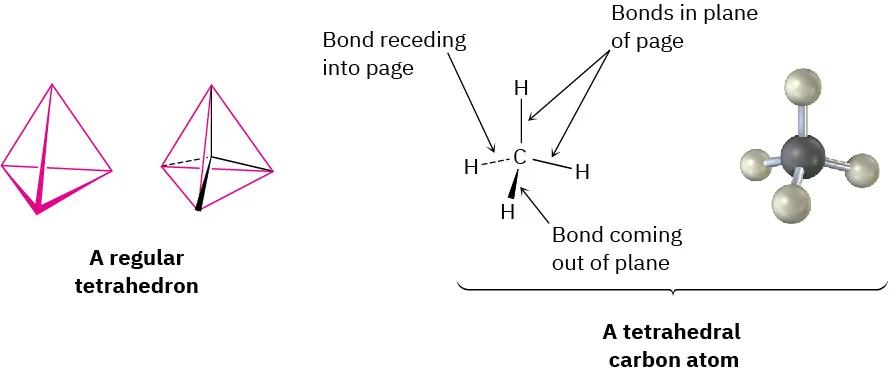 Bonds in plane
of page
Bond receding
into page
H
H
C
H
H
Bond coming
out of plane
A regular
tetrahedron
A tetrahedral
carbon atom